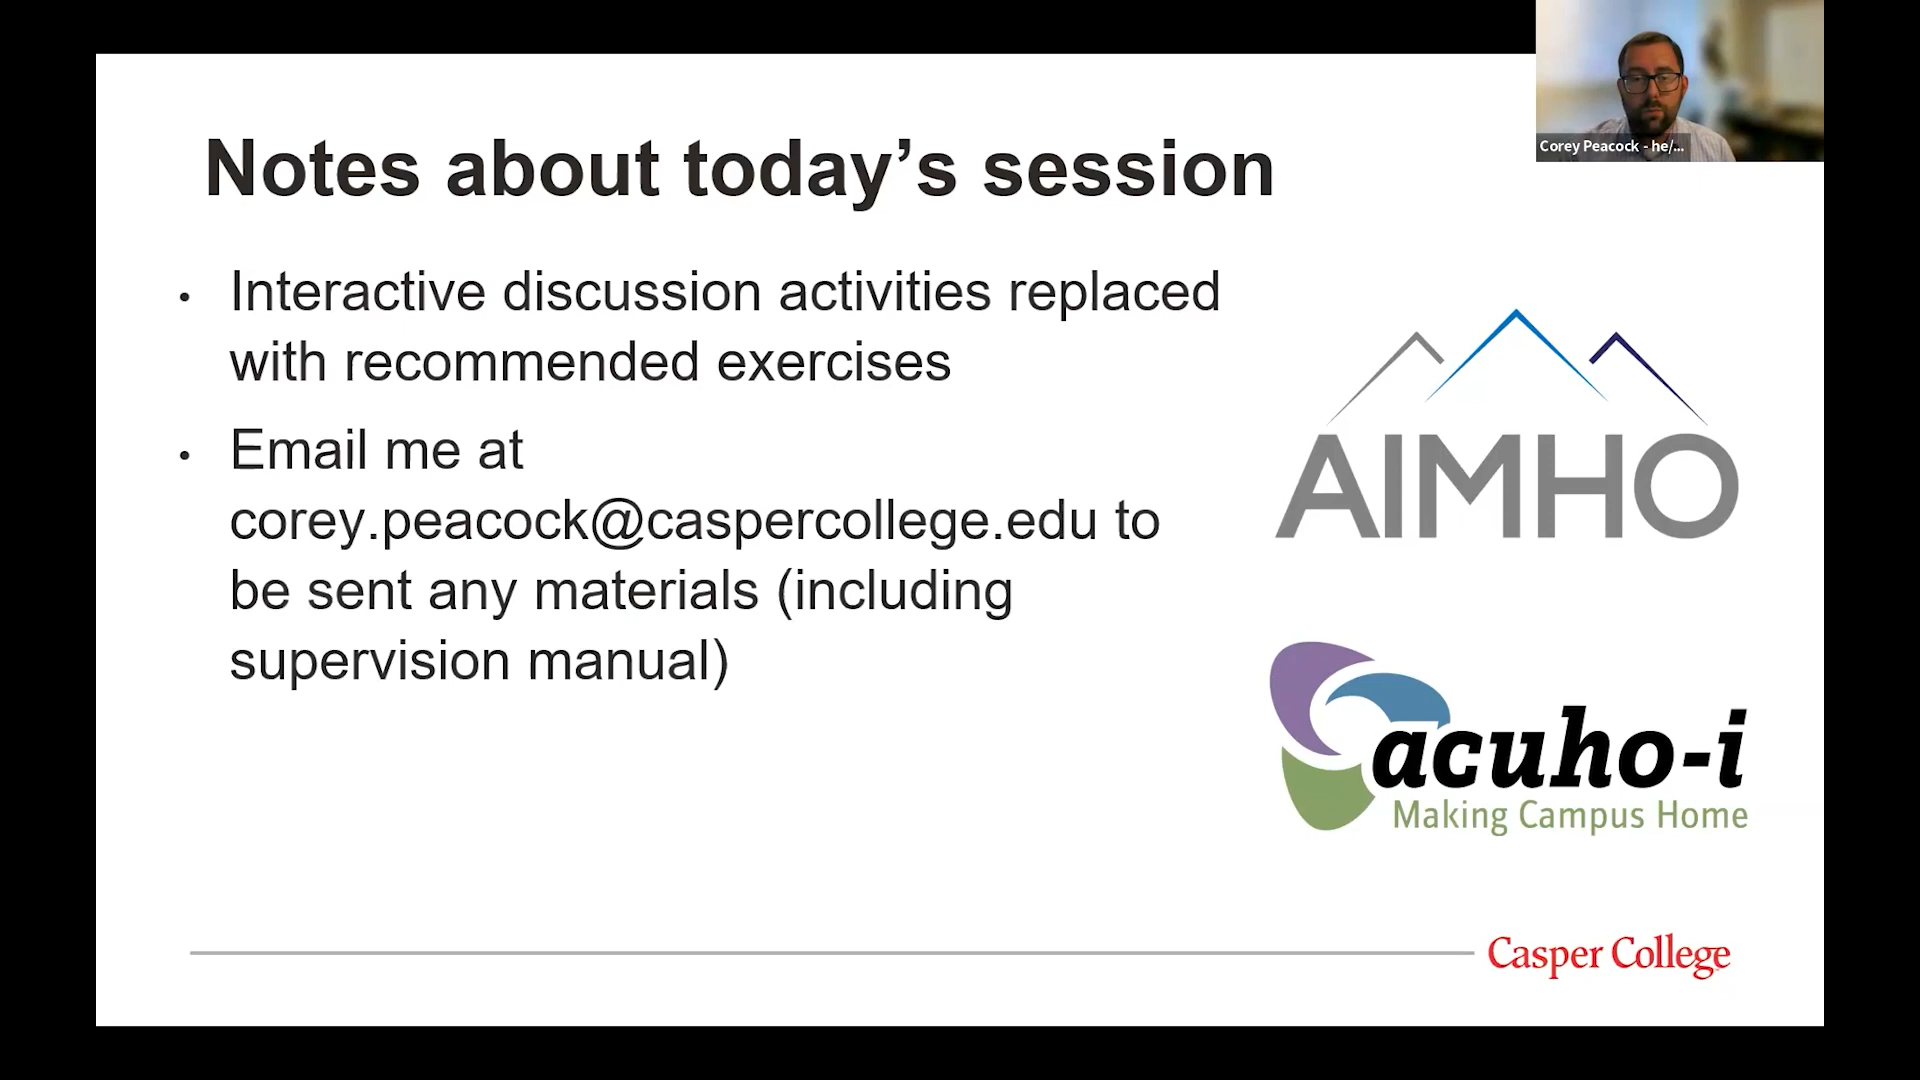 Corey Peacock - he/...
Notes about today’s session
• Interactive discussion activities replaced
with recommended exercises
• Email me at
corey.peacock@caspercollege.edu to
be sent any materials (including
supervision manual)
AIMHO
acuho-i
Making Campus Home
Casper College